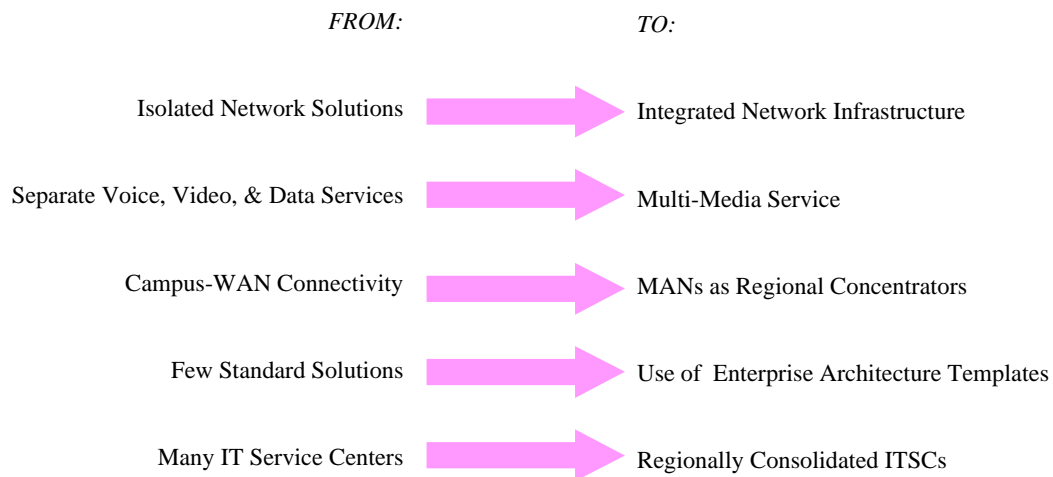 FROM: TO:
Isolated Network Solutions Integrated Network Infrastructure
Separate Voice, Video, & Data Services Multi-Media Service
Campus-WAN Connectivity MANs as Regional Concentrators
Few Standard Solutions Use of Enterprise Architecture Templates
Many IT Service Centers Regionally Consolidated ITSCs